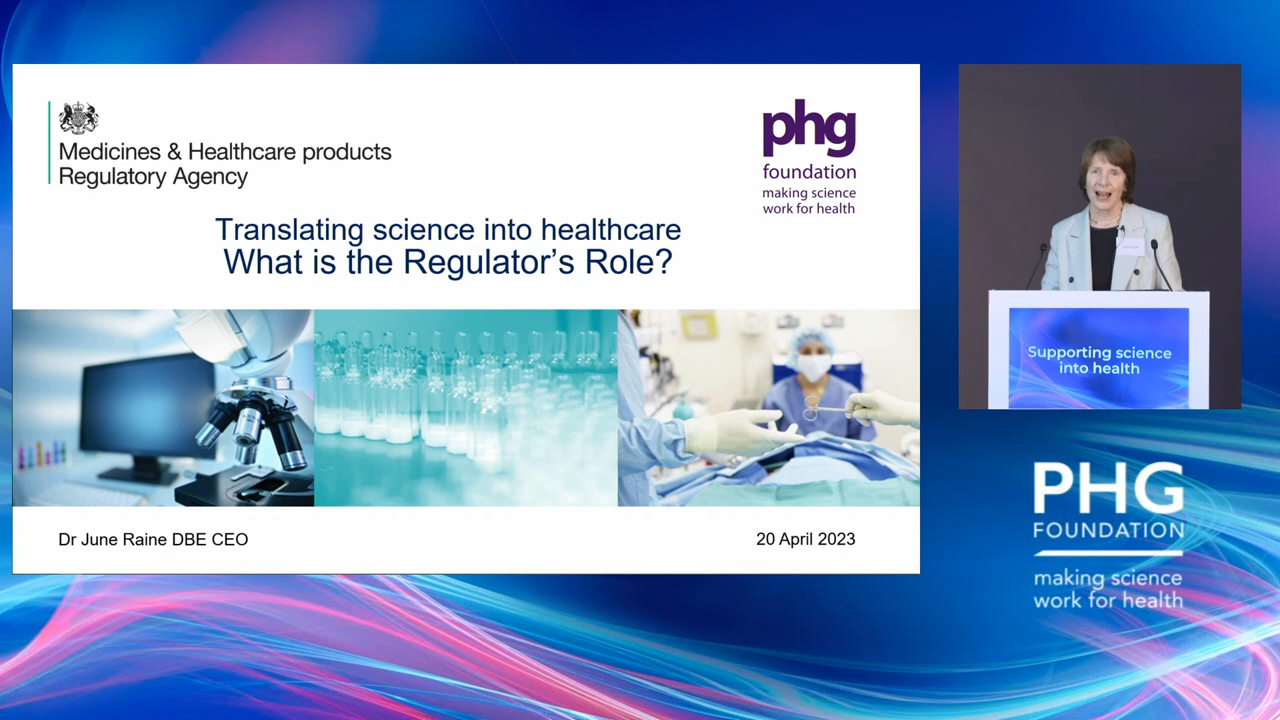 Medicines & Healthcare products
Regulatory Agency
phg
foundation
making science
work for health
Translating science into healthcare
What is the Regulator's Role?
Dr June Raine DBE CEO
20 April 2023
Supporting science
into health
PHG
FOUNDATION
making science
work for health